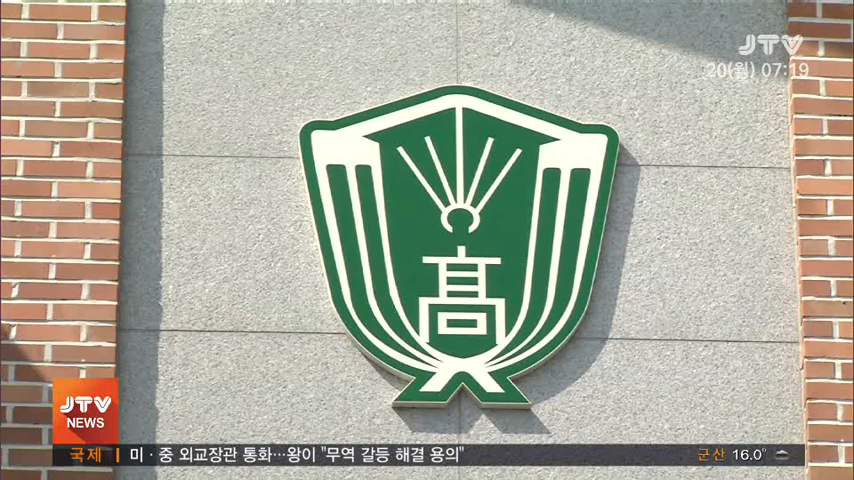 JTV
20(월) 07:19
髙
JTV
NEWS
국제 미·중 외교장관 통화…왕이 "무역 갈등 해결 용의"
군산 16.0°